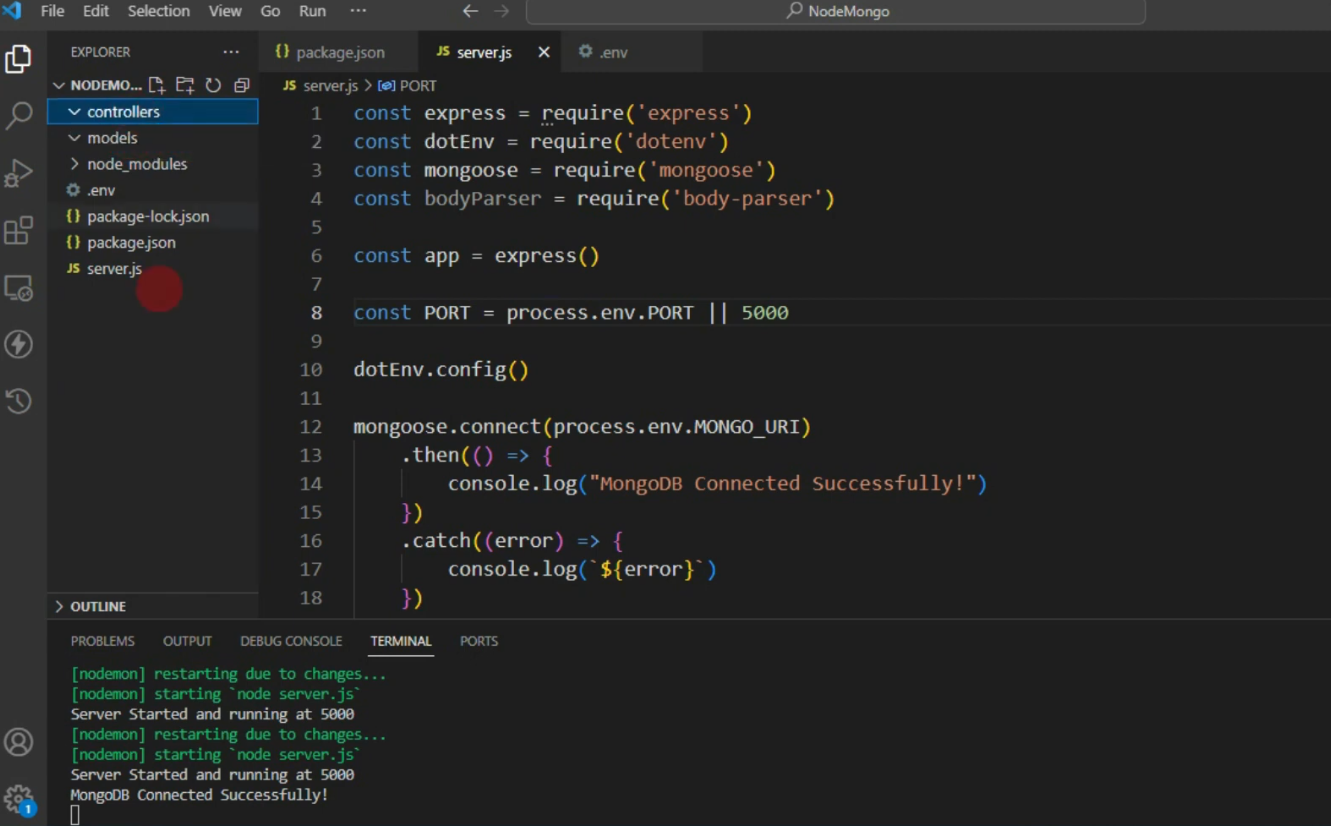 File Edit Selection View Go Run ··· NodeMongo
EXPLORER ···
{} package.json JS server.js × .env
NODEMO...
JS server.js > PORT
controllers
models
node_modules
.env
{} package-lock.json
{} package.json
JS server.js
1 const express = require('express')
2 const dotEnv = require('dotenv')
3 const mongoose = require('mongoose')
4 const bodyParser = require('body-parser')
5
6 const app = express()
7
8 const PORT = process.env.PORT || 5000
9
10 dotEnv.config()
11
12 mongoose.connect(process.env.MONGO_URI)
13 .then(() => {
14 console.log("MongoDB Connected Successfully!")
15 })
16 .catch((error) => {
17 console.log(`${error}`)
18 })
OUTLINE
PROBLEMS OUTPUT DEBUG CONSOLE TERMINAL PORTS
[nodemon] restarting due to changes...
[nodemon] starting `node server.js`
Server Started and running at 5000
[nodemon] restarting due to changes...
[nodemon] starting `node server.js`
Server Started and running at 5000
MongoDB Connected Successfully!
1